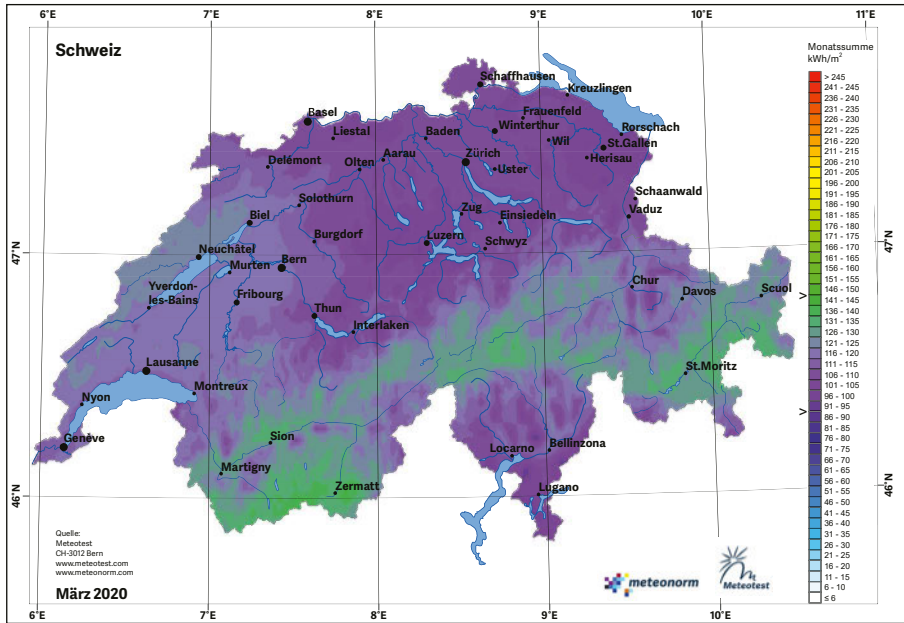 6°E 7°E 8°E 9°E 10°E 11°E
Schweiz
Monatssumme
kWh/m²
> 245
241 - 245
236 - 240
231 - 235
226 - 230
221 - 225
216 - 220
211 - 215
206 - 210
201 - 205
196 - 200
191 - 195
186 - 190
181 - 185
176 - 180
171 - 175
166 - 170
161 - 165
156 - 160
151 - 155
146 - 150
141 - 145
136 - 140
131 - 135
126 - 130
121 - 125
116 - 120
111 - 115
106 - 110
101 - 105
96 - 100
91 - 95
86 - 90
81 - 85
76 - 80
71 - 75
66 - 70
61 - 65
56 - 60
51 - 55
46 - 50
41 - 45
36 - 40
31 - 35
26 - 30
21 - 25
16 - 20
11 - 15
6 - 10
≤ 6
>
<
Schaffhausen
Kreuzlingen
Basel
Frauenfeld
Liestal
Baden
Winterthur
Rorschach
Wil
St.Gallen
Delémont
Olten
Aarau
Zürich
Herisau
Uster
Schaanwald
Solothurn
Zug
Einsiedeln
Vaduz
Biel
Burgdorf
Luzern
Schwyz
47°N
47°N
Neuchâtel
Murten
Bern
Chur
Davos
Scuol
Yverdon-
les-Bains
Fribourg
Thun
Interlaken
Lausanne
St.Moritz
Montreux
Nyon
Genève
Sion
Locarno
Bellinzona
Martigny
Zermatt
Lugano
46°N
46°N
Quelle:
Meteotest
CH-3012 Bern
www.meteotest.com
www.meteonorm.com
März 2020
meteonorm
Meteotest
6°E 7°E 8°E 9°E 10°E